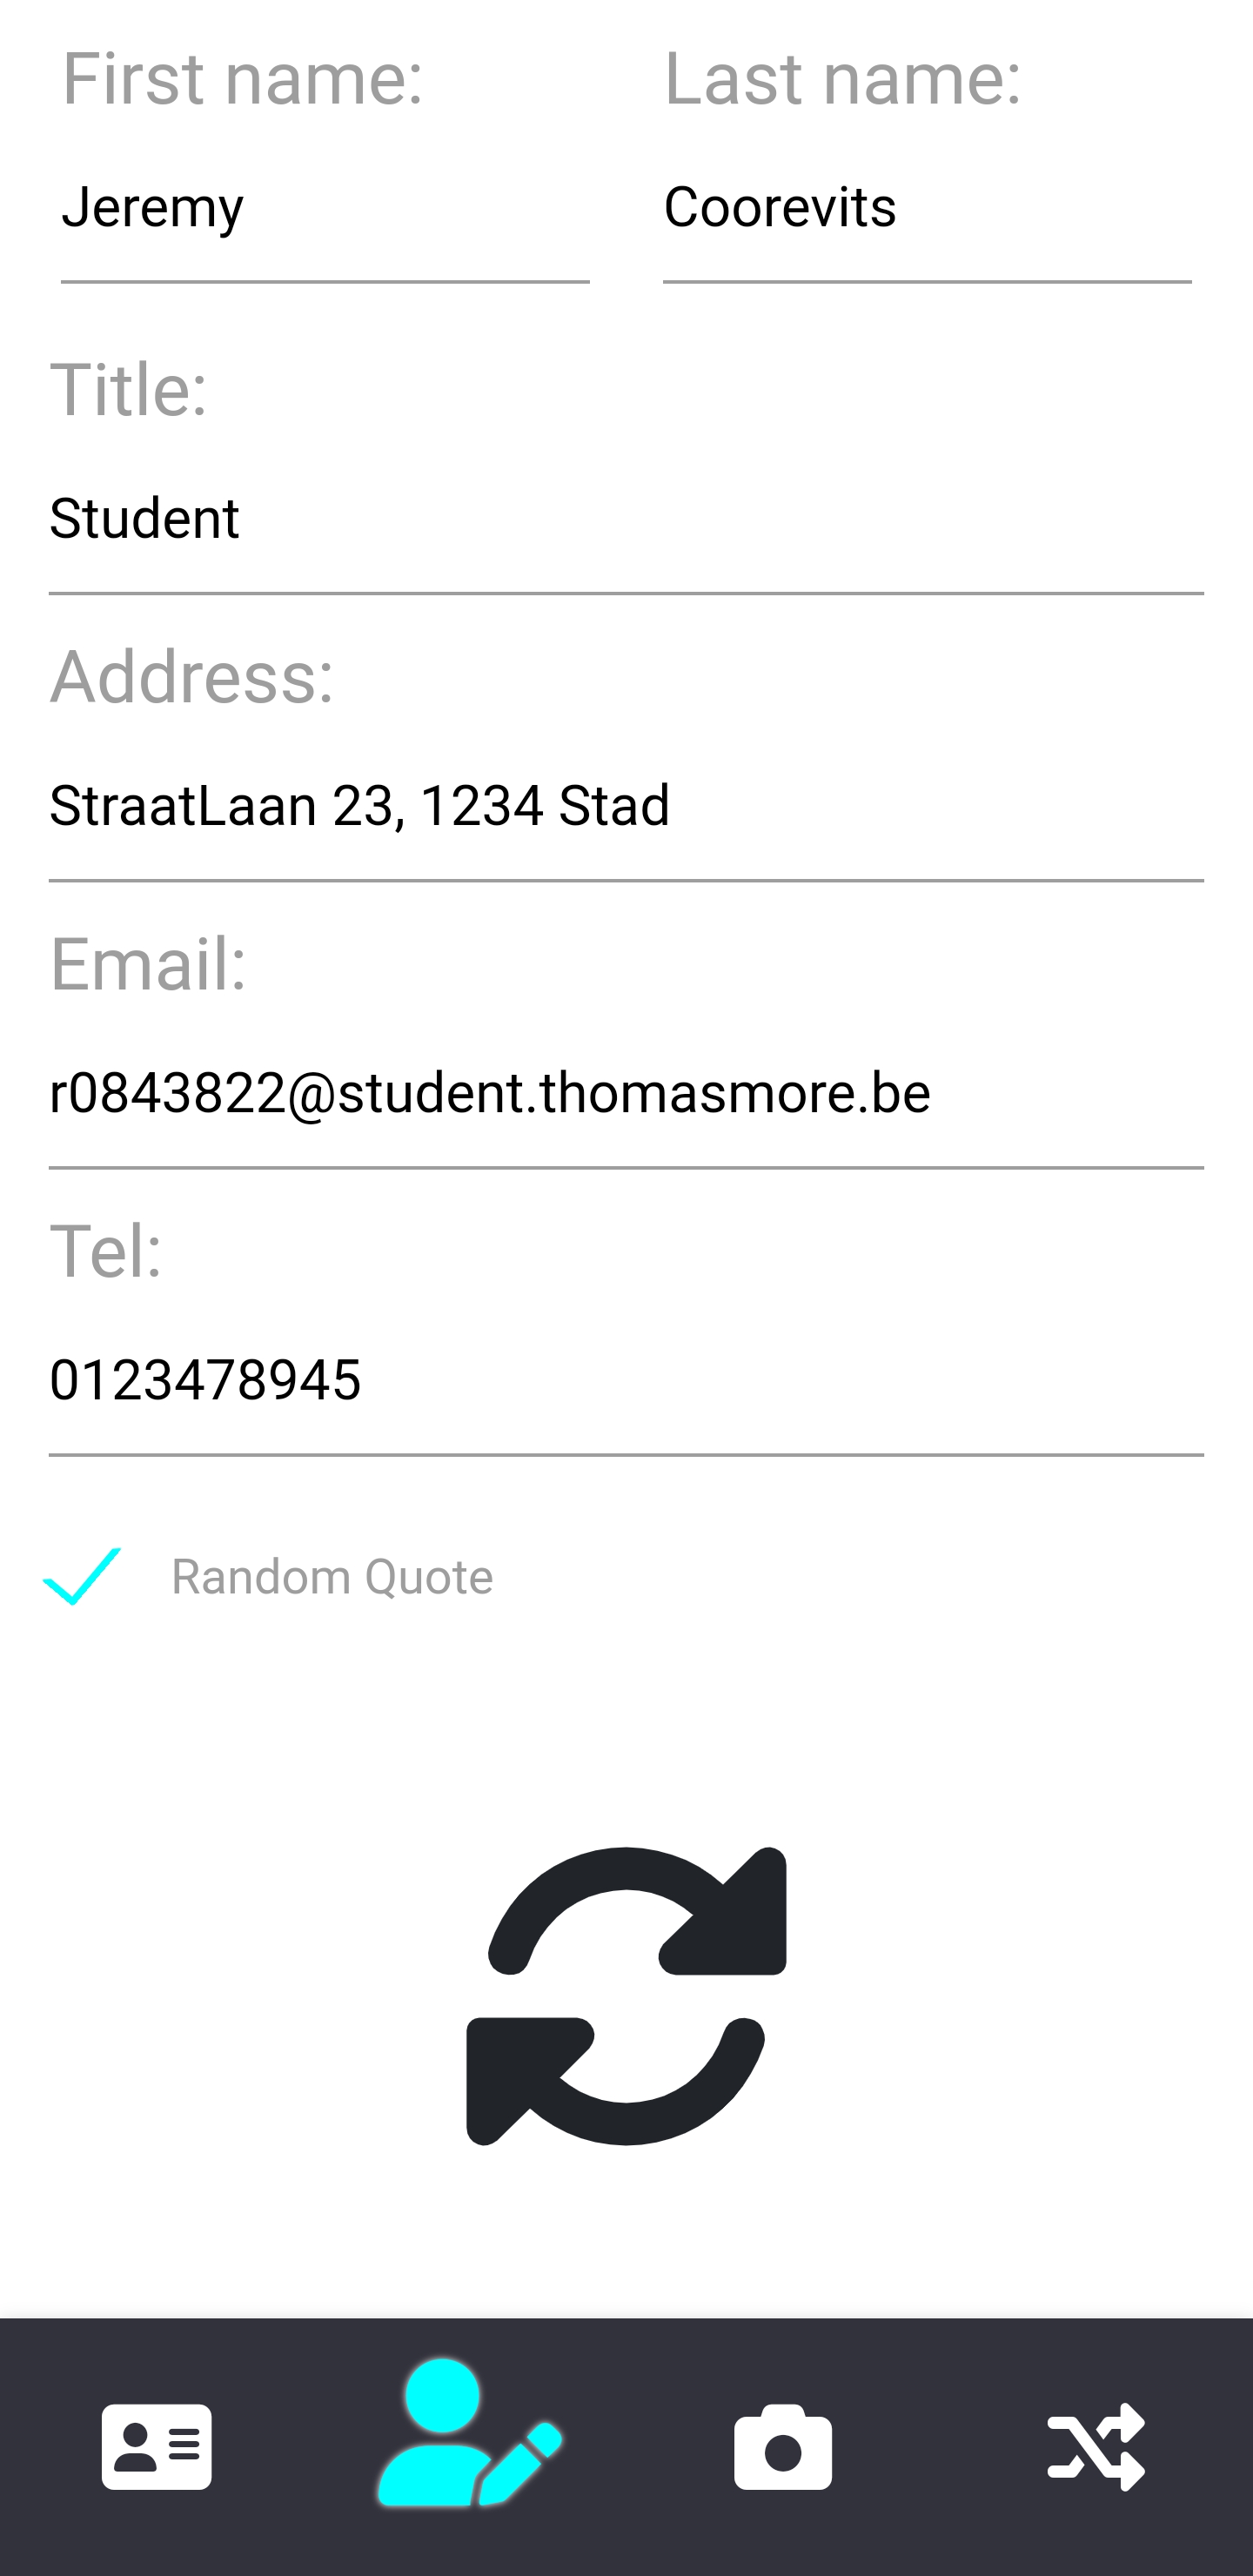 First name: Last name:
Jeremy Coorevits
Title:
Student
Address:
StraatLaan 23, 1234 Stad
Email:
r0843822@student.thomasmore.be
Tel:
0123478945
Random Quote